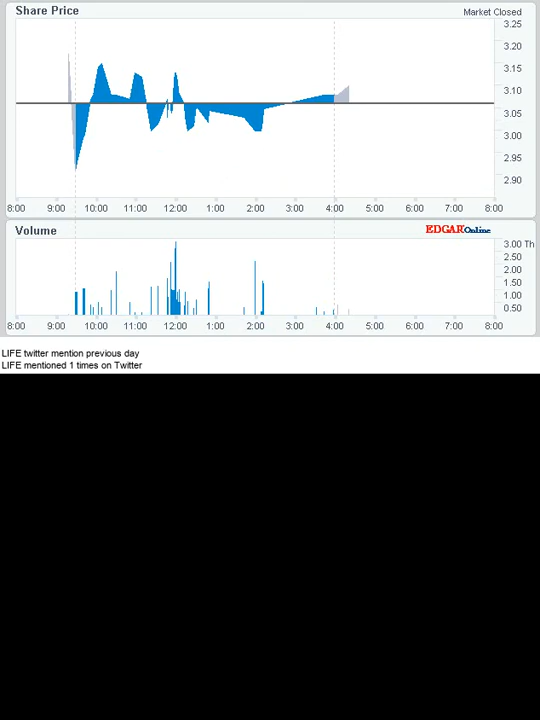 Share Price
Market Closed
3.25
3.20
3.15
3.10
3.05
3.00
2.95
2.90
8:00 9:00 10:00 11:00 12:00 1:00 2:00 3:00 4:00 5:00 6:00 7:00 8:00
Volume
EDGAR Online
3.00 Th
2.50
2.00
1.50
1.00
0.50
8:00 9:00 10:00 11:00 12:00 1:00 2:00 3:00 4:00 5:00 6:00 7:00 8:00
LIFE twitter mention previous day
LIFE mentioned 1 times on Twitter